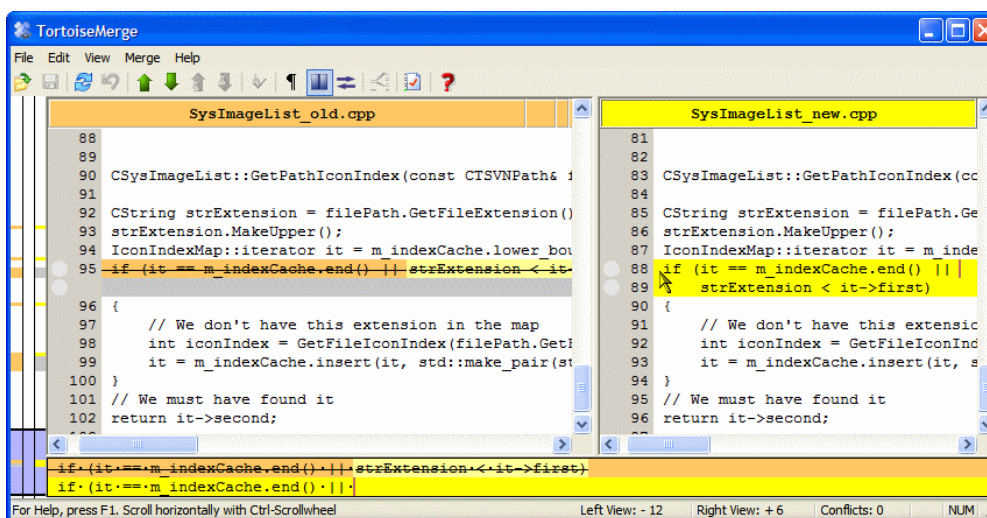 TortoiseMerge
File Edit View Merge Help
SysImageList_old.cpp
88
89
90 CSysImageList::GetPathIconIndex(const CTSVNPath&
91
92 CString strExtension = filePath.GetFileExtension()
93 strExtension.MakeUpper();
94 IconIndexMap::iterator it = m_indexCache.lower_bou
95 if (it == m_indexCache.end() || strExtension < it-
96 {
97 // We don't have this extension in the map
98 int iconIndex = GetFileIconIndex(filePath.GetF
99 it = m_indexCache.insert(it, std::make_pair(st
100 }
101 // We must have found it
102 return it->second;
SysImageList_new.cpp
81
82
83 CSysImageList::GetPathIconIndex(co
84
85 CString strExtension = filePath.Ge
86 strExtension.MakeUpper();
87 IconIndexMap::iterator it = m_inde
88 if (it == m_indexCache.end() ||
89 strExtension < it->first)
90 {
91 // We don't have this extensio
92 int iconIndex = GetFileIconInd
93 it = m_indexCache.insert(it, s
94 }
95 // We must have found it
96 return it->second;
if·(it·==·m_indexCache.end()·||·strExtension·<·it->first)
if·(it·==·m_indexCache.end()·||·
For Help, press F1. Scroll horizontally with Ctrl-Scrollwheel Left View: - 12 Right View: + 6 Conflicts: 0 NUM